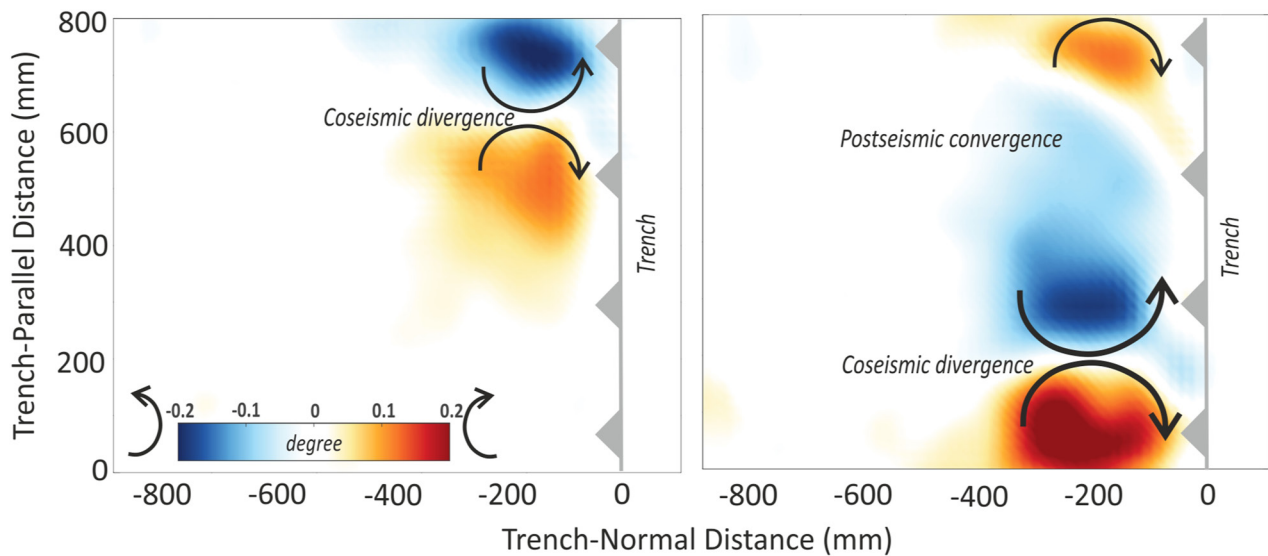 800
600
400
200
0
Trench-Parallel Distance (mm)
Coseismic divergence
Trench
-0.2 -0.1 0 0.1 0.2
degree
-800 -600 -400 -200 0
Postseismic convergence
Coseismic divergence
Trench
-800 -600 -400 -200 0
Trench-Normal Distance (mm)